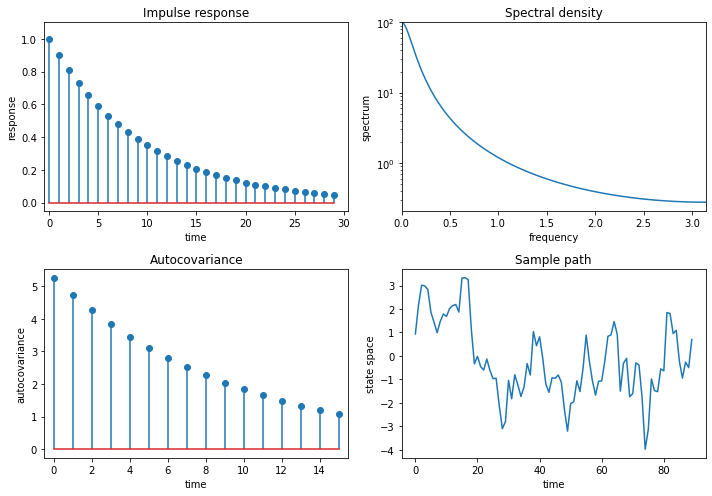 Impulse response
response
1.0
0.8
0.6
0.4
0.2
0.0
0 5 10 15 20 25 30
time
Spectral density
spectrum
10²
10¹
10⁰
0.0 0.5 1.0 1.5 2.0 2.5 3.0
frequency
Autocovariance
autocovariance
5
4
3
2
1
0
0 2 4 6 8 10 12 14
time
Sample path
state space
3
2
1
0
−1
−2
−3
−4
0 20 40 60 80
time